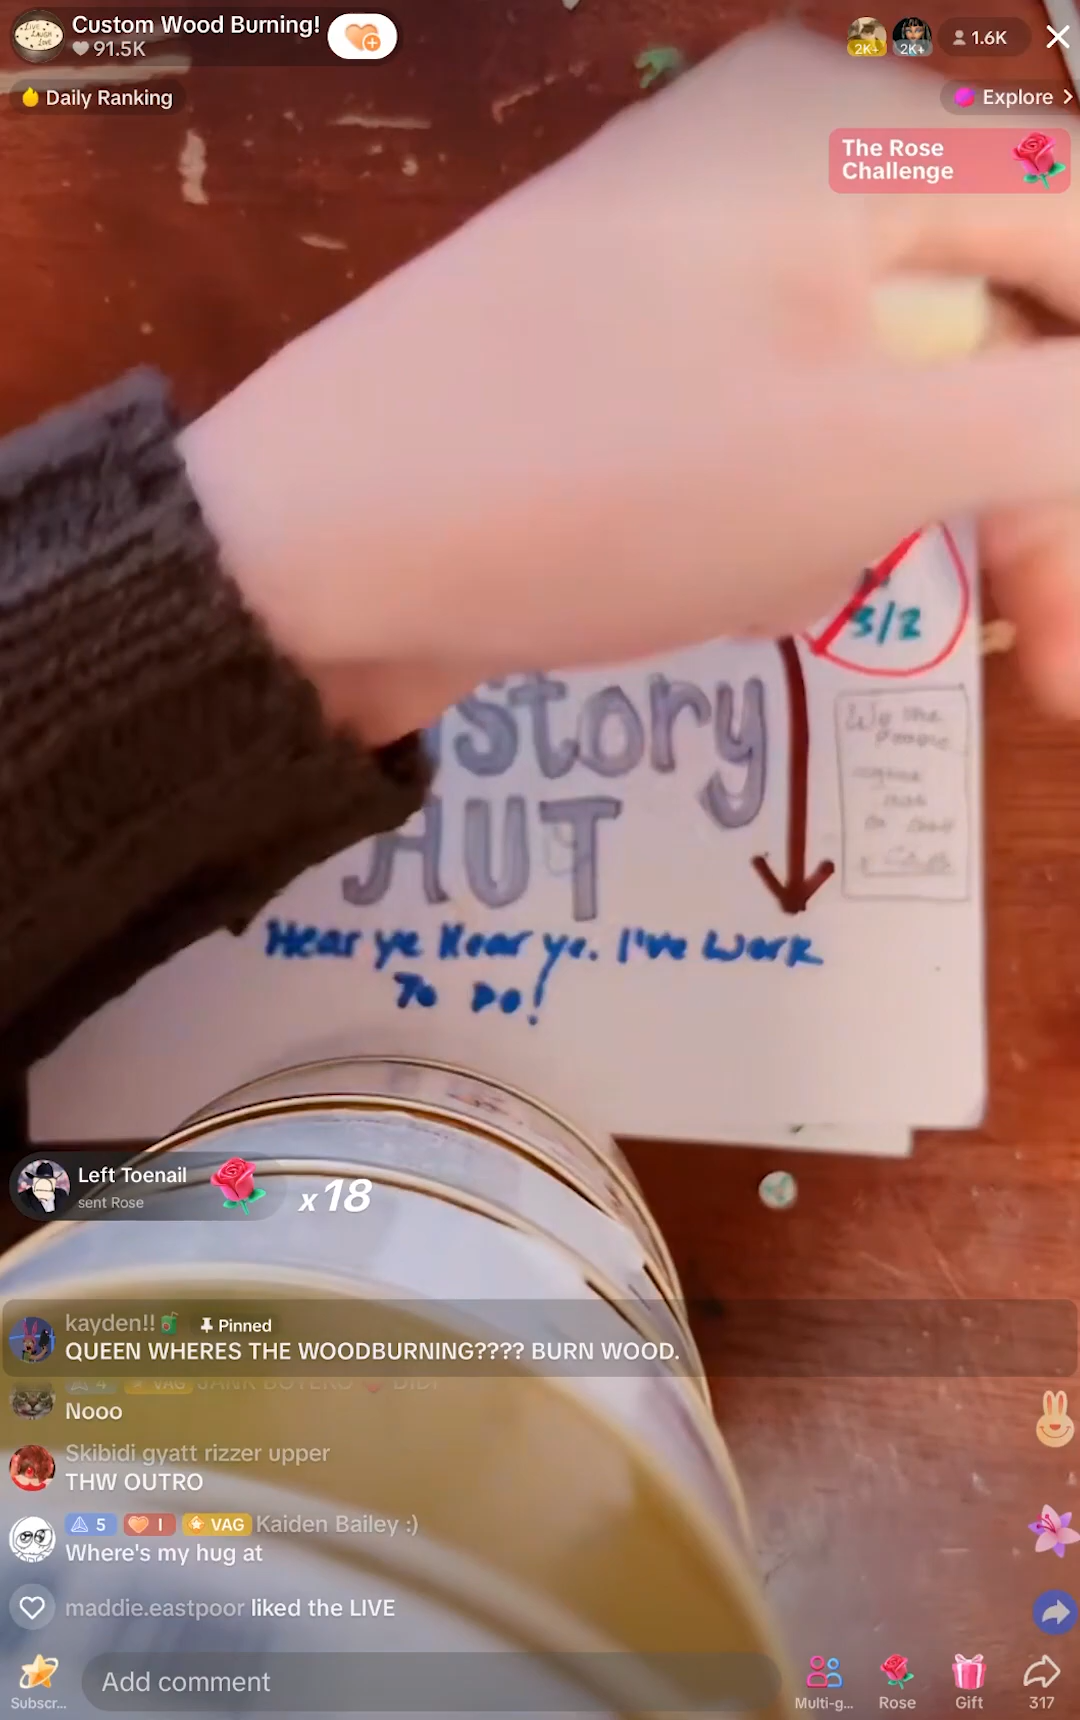 Custom Wood Burning!
91.5K
2K+
2K+
1.6K
Daily Ranking
Explore
The Rose
Challenge
3/2
story
AUT
We the
people
Hear ye Hear ye. I've Work
To Do!
Left Toenail
sent Rose
x18
kayden!! Pinned
QUEEN WHERES THE WOODBURNING???? BURN WOOD.
Nooo
Skibidi gyatt rizzer upper
THW OUTRO
5 I VAG Kaiden Bailey :)
Where's my hug at
maddie.eastpoor liked the LIVE
Subscr...
Add comment
Multi-g...
Rose
Gift
317